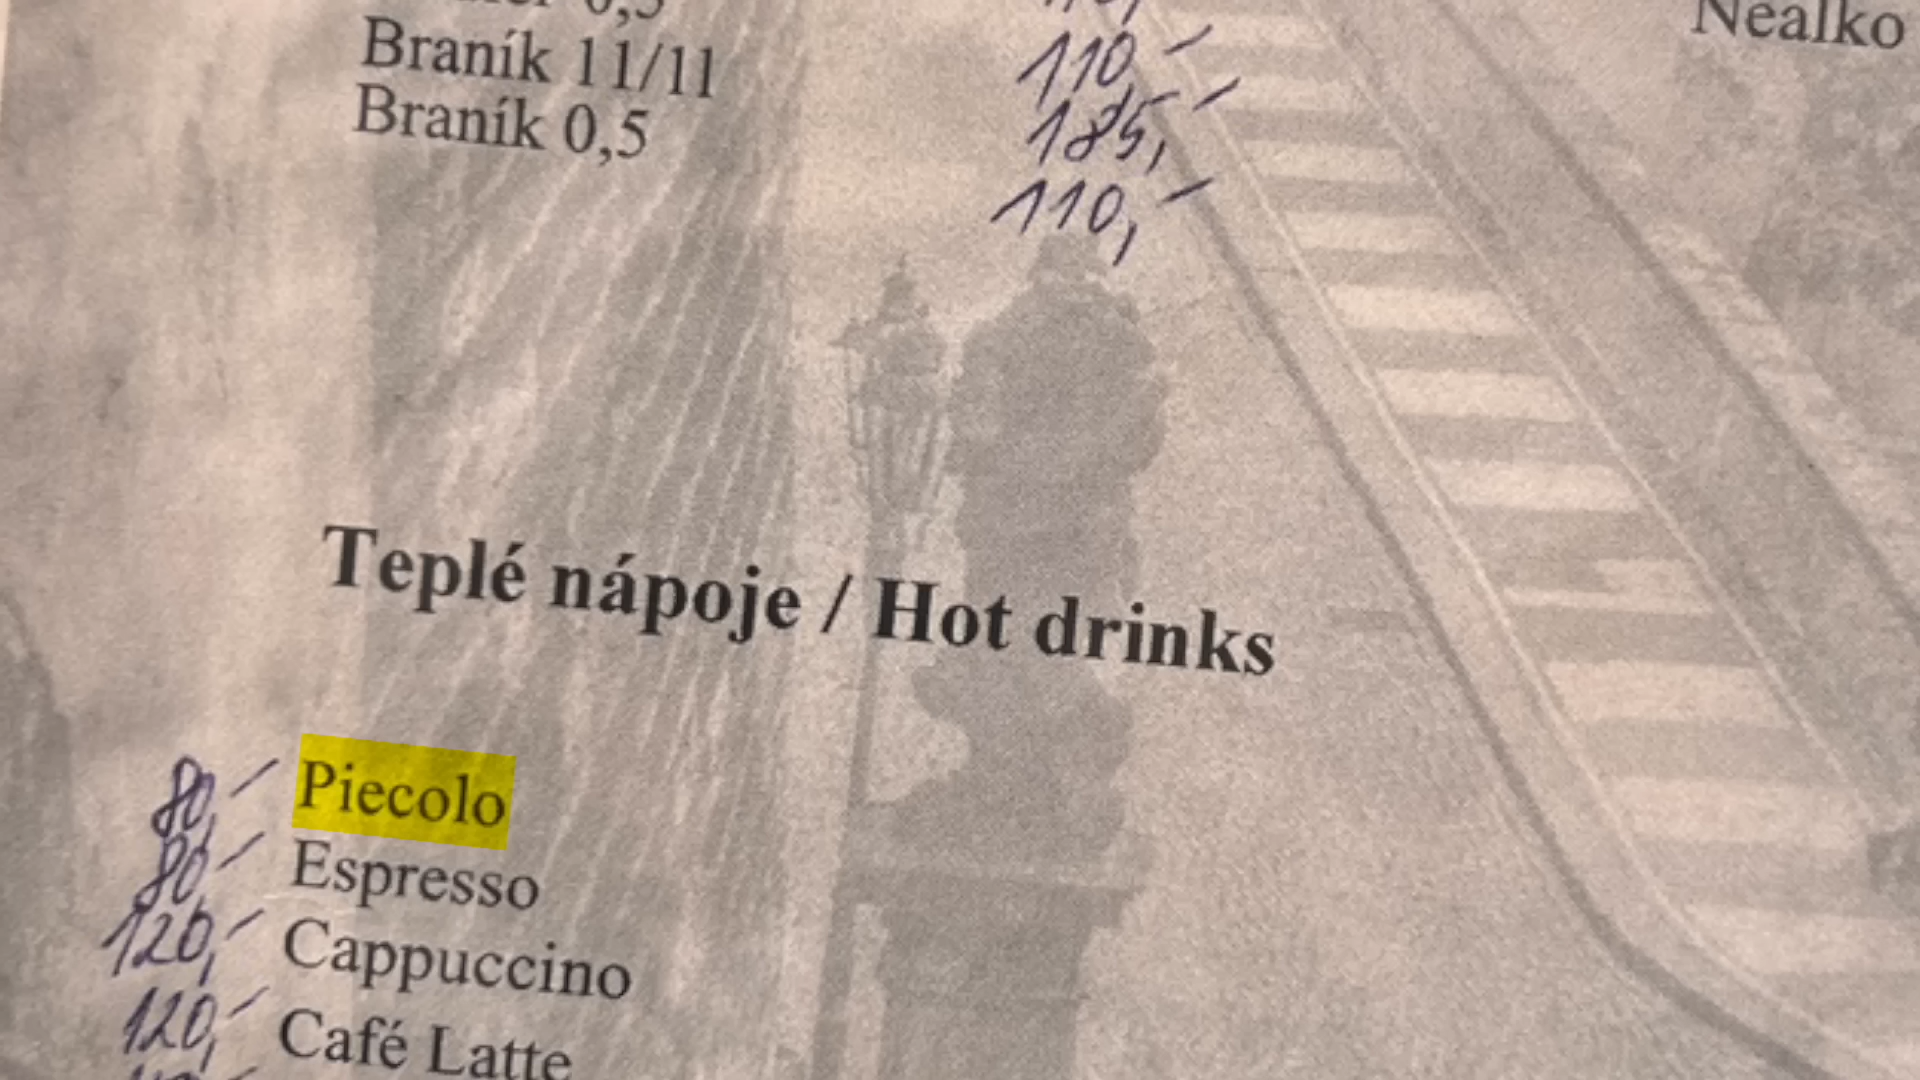 Braník 11/11 110,-
Braník 0,5 185,-
110,-
Nealko
Teplé nápoje / Hot drinks
80,- Piecolo
80,- Espresso
120,- Cappuccino
120,- Café Latte